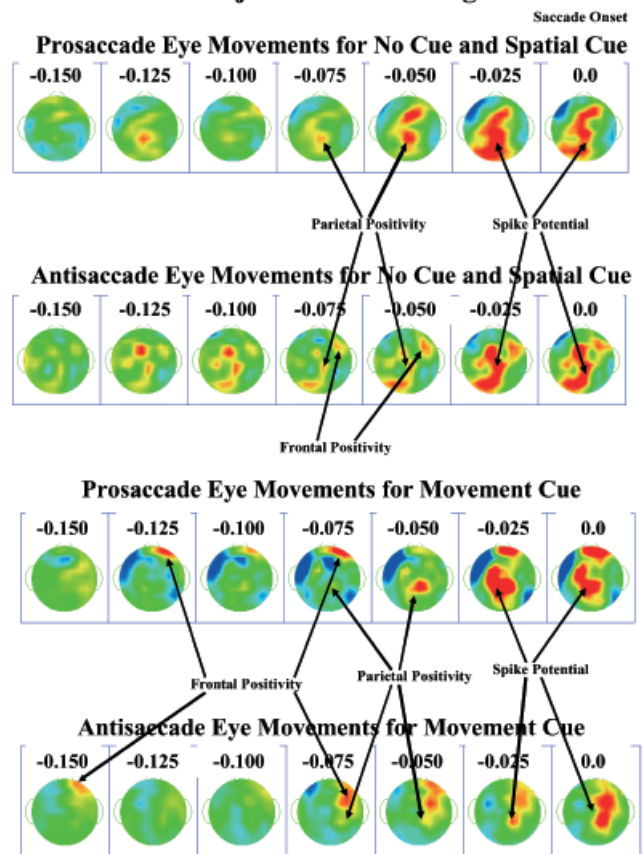 Saccade Onset
Prosaccade Eye Movements for No Cue and Spatial Cue
-0.150 -0.125 -0.100 -0.075 -0.050 -0.025 0.0
Parietal Positivity Spike Potential
Antisaccade Eye Movements for No Cue and Spatial Cue
-0.150 -0.125 -0.100 -0.075 -0.050 -0.025 0.0
Frontal Positivity
Prosaccade Eye Movements for Movement Cue
-0.150 -0.125 -0.100 -0.075 -0.050 -0.025 0.0
Frontal Positivity Parietal Positivity Spike Potential
Antisaccade Eye Movements for Movement Cue
-0.150 -0.125 -0.100 -0.075 -0.050 -0.025 0.0